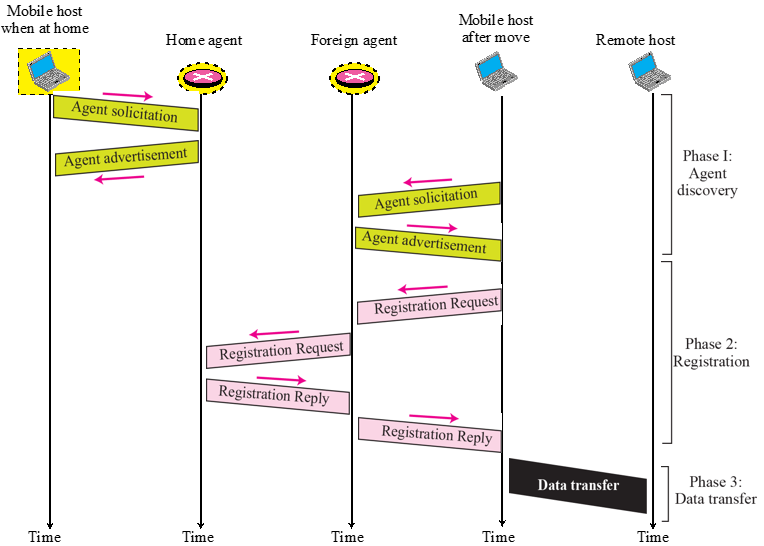 Mobile host
when at home
Home agent
Foreign agent
Mobile host
after move
Remote host
Agent solicitation
Agent advertisement
Agent solicitation
Agent advertisement
Phase I:
Agent
discovery
Registration Request
Registration Request
Registration Reply
Registration Reply
Phase 2:
Registration
Data transfer
Phase 3:
Data transfer
Time
Time
Time
Time
Time